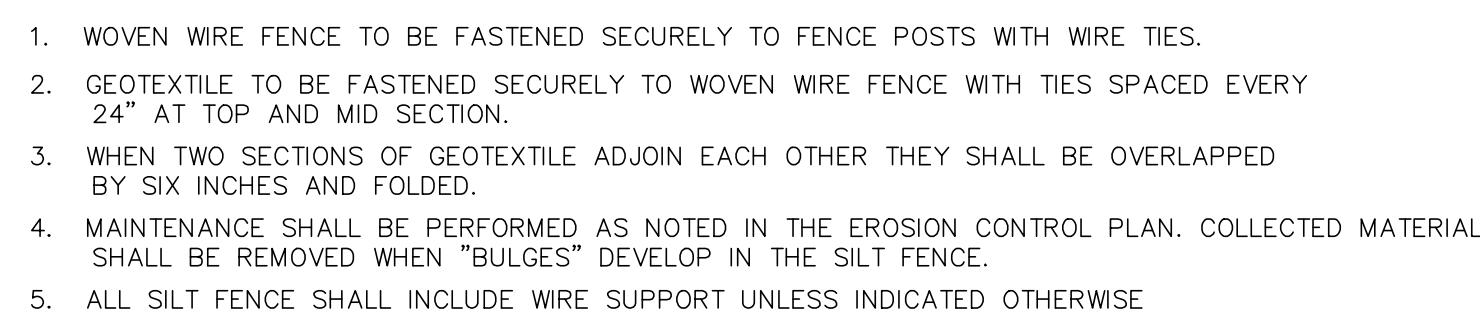 1. WOVEN WIRE FENCE TO BE FASTENED SECURELY TO FENCE POSTS WITH WIRE TIES.
2. GEOTEXTILE TO BE FASTENED SECURELY TO WOVEN WIRE FENCE WITH TIES SPACED EVERY
24" AT TOP AND MID SECTION.
3. WHEN TWO SECTIONS OF GEOTEXTILE ADJOIN EACH OTHER THEY SHALL BE OVERLAPPED
BY SIX INCHES AND FOLDED.
4. MAINTENANCE SHALL BE PERFORMED AS NOTED IN THE EROSION CONTROL PLAN. COLLECTED MATERIAL
SHALL BE REMOVED WHEN "BULGES" DEVELOP IN THE SILT FENCE.
5. ALL SILT FENCE SHALL INCLUDE WIRE SUPPORT UNLESS INDICATED OTHERWISE